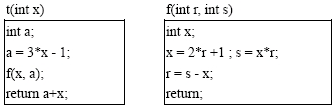 t(int x)
int a;
a = 3*x - 1;
f(x, a);
return a+x;
f(int r, int s)
int x;
x = 2*r +1 ; s = x*r;
r = s - x;
return;